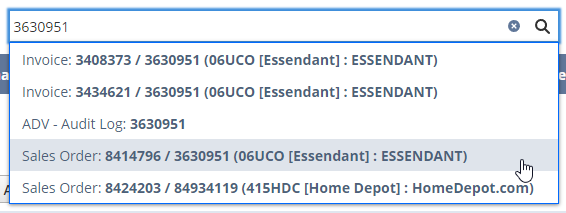 3630951
Invoice: 3408373 / 3630951 (06UCO [Essendant] : ESSENDANT)
Invoice: 3434621 / 3630951 (06UCO [Essendant] : ESSENDANT)
ADV - Audit Log: 3630951
Sales Order: 8414796 / 3630951 (06UCO [Essendant] : ESSENDANT)
Sales Order: 8424203 / 84934119 (415HDC [Home Depot] : HomeDepot.com)